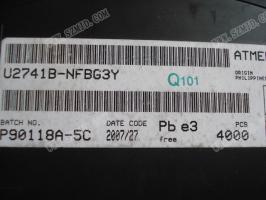 ATMEL
U2741B-NFBG3Y
Q101
ORIGIN
PHILIPPINES
BATCH NO.
DATE CODE
PCS
P90118A-5C
2007/27
Pb e3
free
4000